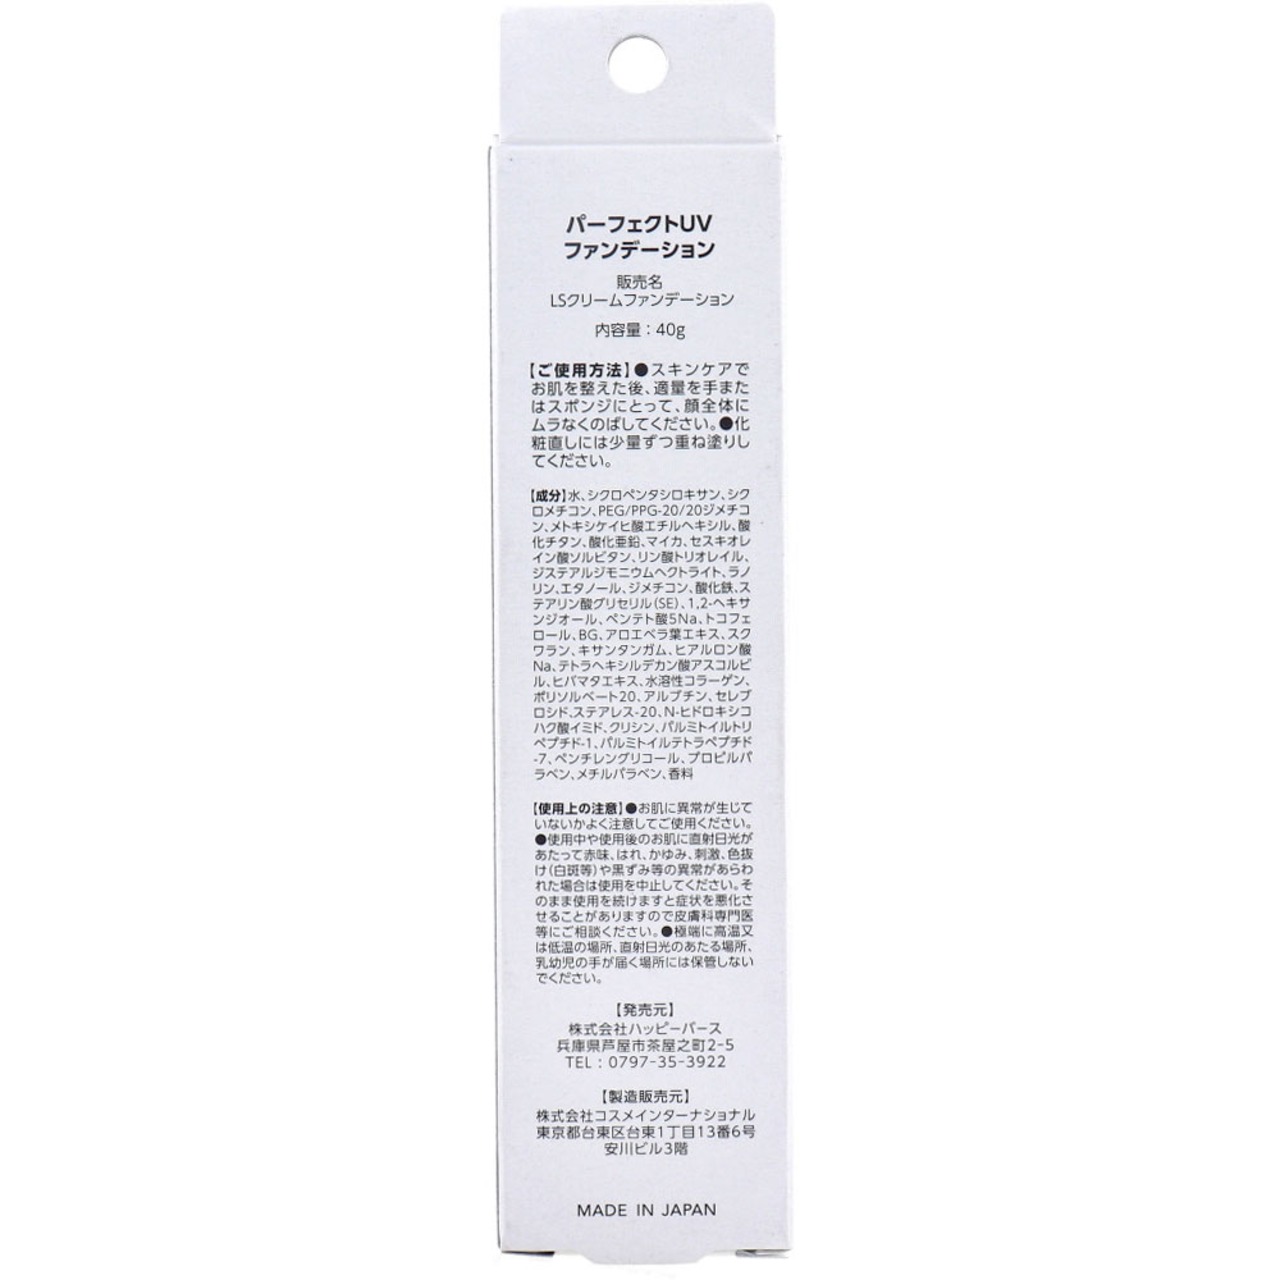 パーフェクトUV
ファンデーション
販売名
LSクリームファンデーション
内容量：40g
【ご使用方法】●スキンケアで
お肌を整えた後、適量を手また
はスポンジにとって、顔全体に
ムラなくのばしてください。●化
粧直しには少量ずつ重ね塗りし
てください。
【成分】水、シクロペンタシロキサン、シク
ロメチコン、PEG/PPG-20/20ジメチコ
ン、メトキシケイヒ酸エチルヘキシル、酸
化チタン、酸化亜鉛、マイカ、セスキオレ
イン酸ソルビタン、リン酸トリオレイル、
ジステアルジモニウムヘクトライト、ラノ
リン、エタノール、ジメチコン、酸化鉄、ス
テアリン酸グリセリル(SE)、1,2-ヘキサ
ンジオール、ペンテト酸5Na、トコフェ
ロール、BG、アロエベラ葉エキス、スク
ワラン、キサンタンガム、ヒアルロン酸
Na、テトラヘキシルデカン酸アスコルビ
ル、ヒバマタエキス、水溶性コラーゲン、
ポリソルベート20、アルブチン、セレブ
ロシド、ステアレス-20、N-ヒドロキシコ
ハク酸イミド、クリシン、パルミトイルトリ
ペプチド-1、パルミトイルテトラペプチド
-7、ペンチレングリコール、プロピルパ
ラベン、メチルパラベン、香料
【使用上の注意】●お肌に異常が生じて
いないかよく注意してご使用ください。
●使用中や使用後のお肌に直射日光が
あたって赤味、はれ、かゆみ、刺激、色抜
け(白斑等)や黒ずみ等の異常があらわ
れた場合は使用を中止してください。そ
のまま使用を続けますと症状を悪化さ
せることがありますので皮膚科専門医
等にご相談ください。●極端に高温又
は低温の場所、直射日光のあたる場所、
乳幼児の手が届く場所には保管しない
でください。
【発売元】
株式会社ハッピーバース
兵庫県芦屋市茶屋之町2-5
TEL：0797-35-3922
【製造販売元】
株式会社コスメインターナショナル
東京都台東区台東1丁目13番6号
安川ビル3階
MADE IN JAPAN